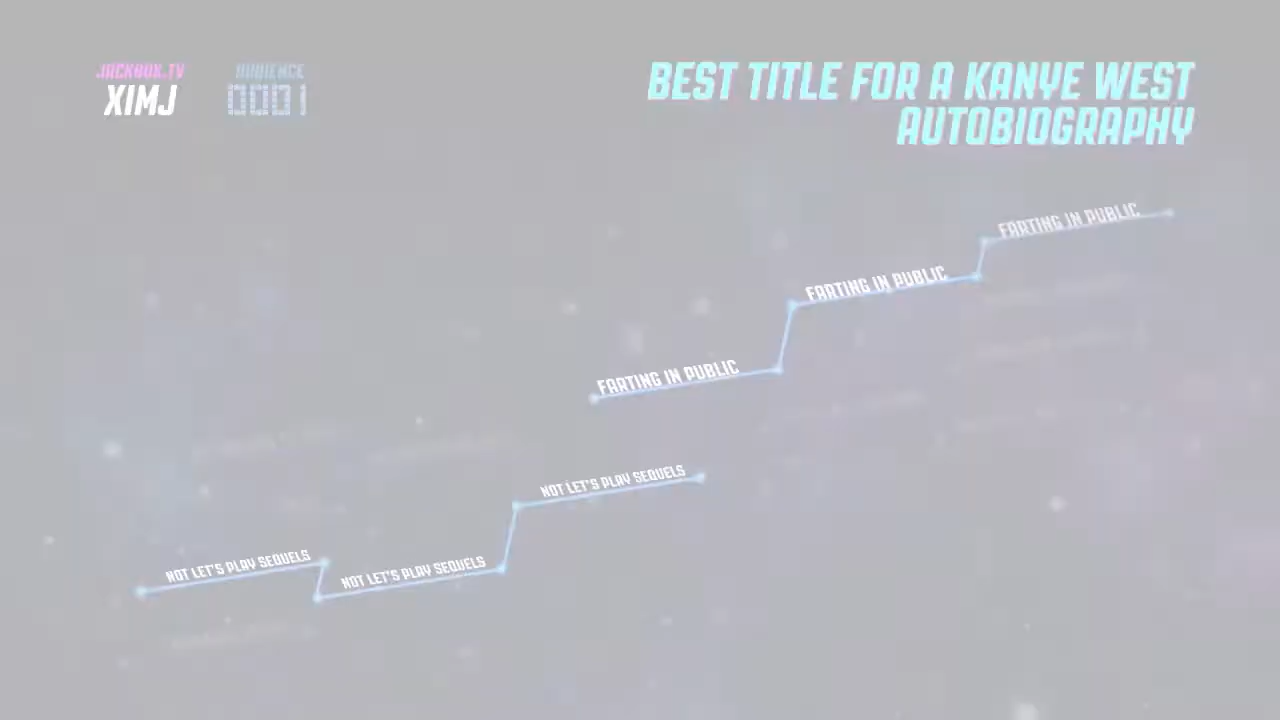 JACKBOX.TV
XIMJ
AUDIENCE
0001
BEST TITLE FOR A KANYE WEST
AUTOBIOGRAPHY
FARTING IN PUBLIC
FARTING IN PUBLIC
FARTING IN PUBLIC
NOT LET'S PLAY SEQUELS
NOT LET'S PLAY SEQUELS
NOT LET'S PLAY SEQUELS